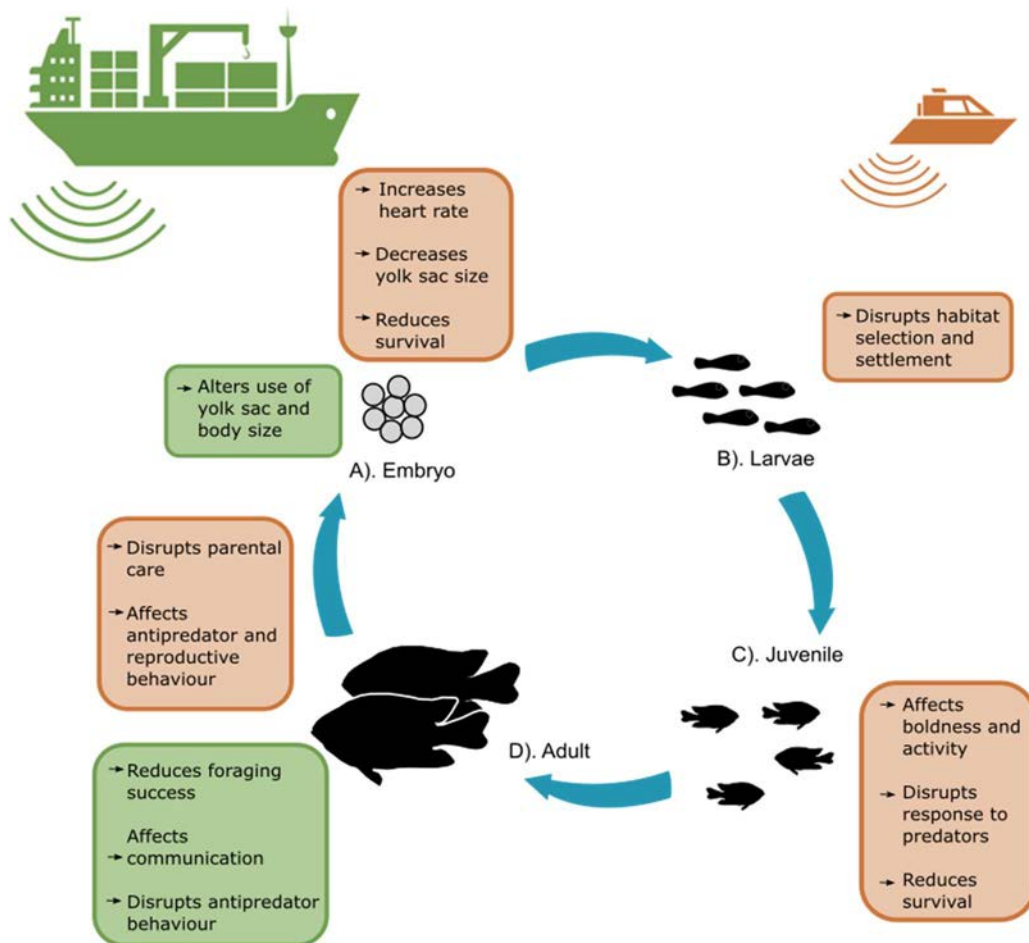 → Increases
heart rate
→ Decreases
yolk sac size
→ Reduces
survival
→ Disrupts habitat
selection and
settlement
→ Alters use of
yolk sac and
body size
A). Embryo
B). Larvae
→ Disrupts parental
care
→ Affects
antipredator and
reproductive
behaviour
C). Juvenile
→ Affects
boldness and
activity
→ Disrupts
response to
predators
→ Reduces
survival
D). Adult
→ Reduces foraging
success
Affects
→ communication
→ Disrupts antipredator
behaviour